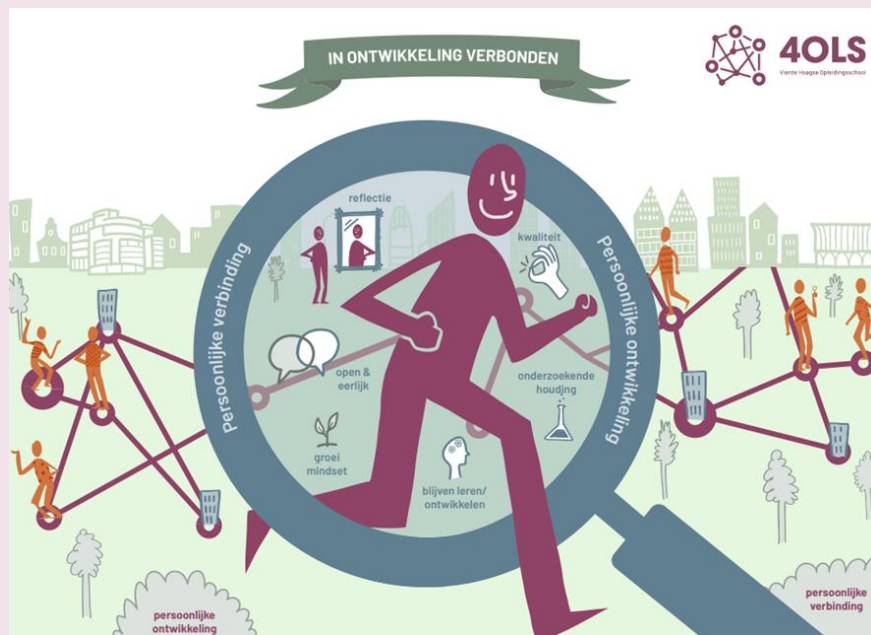 IN ONTWIKKELING VERBONDEN
4OLS
Vierde Haagse Opleidingsschool
Persoonlijke verbinding
Persoonlijke ontwikkeling
reflectie
kwaliteit
open &
eerlijk
onderzoekende
houding
groei
mindset
blijven leren/
ontwikkelen
persoonlijke
ontwikkeling
persoonlijke
verbinding